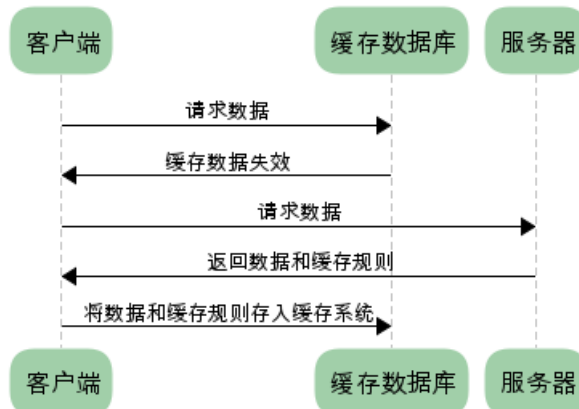 客户端
缓存数据库
服务器
请求数据
缓存数据失效
请求数据
返回数据和缓存规则
将数据和缓存规则存入缓存系统
客户端
缓存数据库
服务器